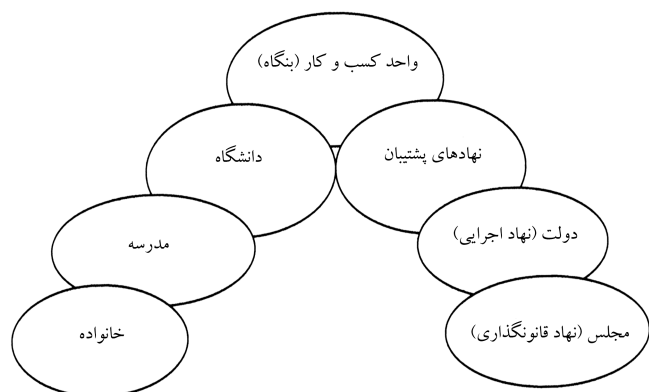 واحد کسب و کار (بنگاه)
نهادهای پشتیبان
دانشگاه
دولت (نهاد اجرایی)
مدرسه
مجلس (نهاد قانونگذاری)
خانواده